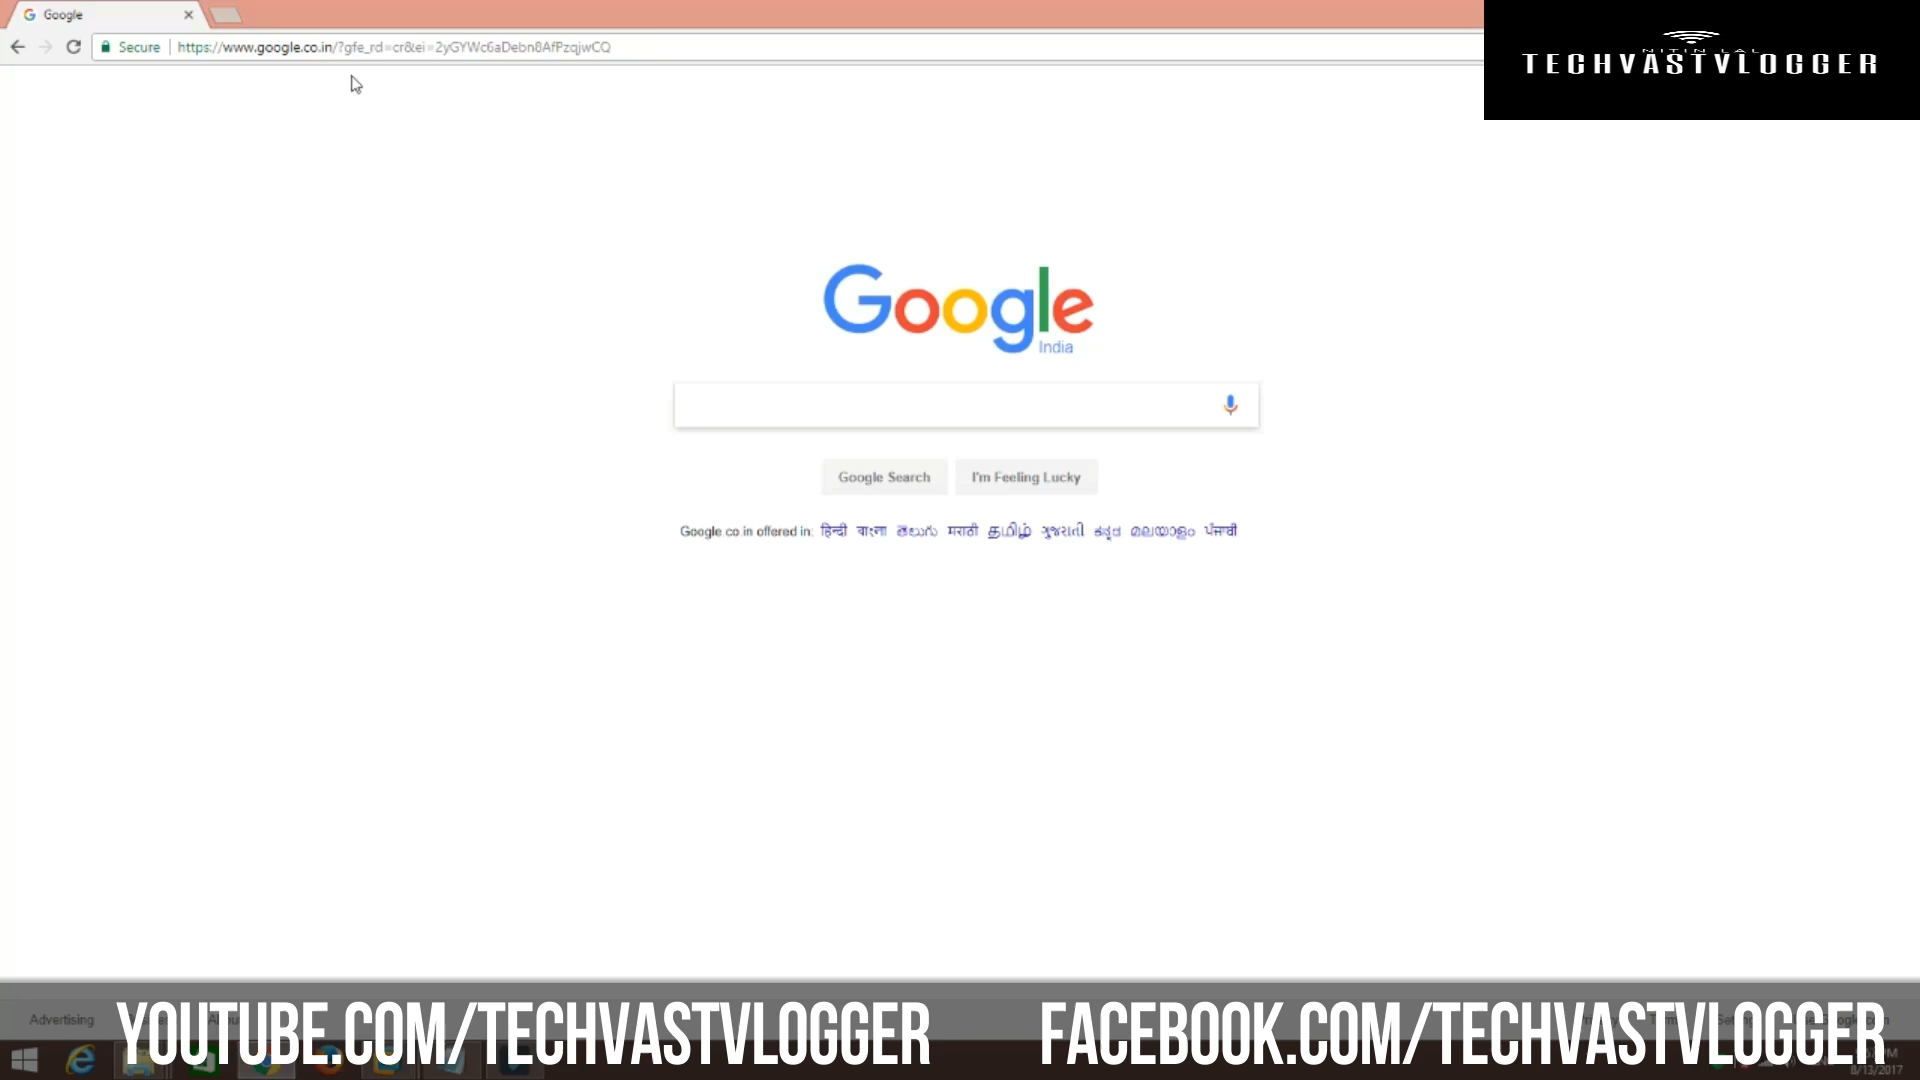 Google
Secure
https://www.google.co.in/?gfe_rd=cr&ei=2yGYWc6aDebn8AfPzqjwCQ
NITIN LAL
TECHVASTVLOGGER
Google
India
Google Search
I'm Feeling Lucky
Google.co.in offered in: हिन्दी বাংলা తెలుగు मराठी தமிழ் ગુજરાતી ಕನ್ನಡ മലയാളം ਪੰਜਾਬੀ
Advertising
YOUTUBE.COM/TECHVASTVLOGGER
FACEBOOK.COM/TECHVASTVLOGGER
8/13/2017